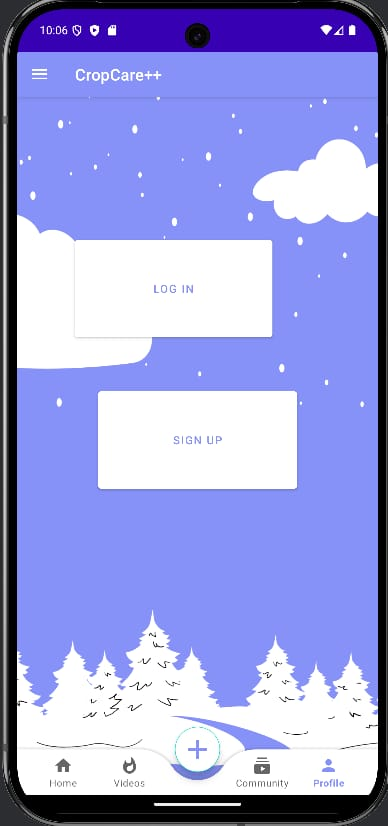 10:06
CropCare++
LOG IN
SIGN UP
Home Videos Community Profile